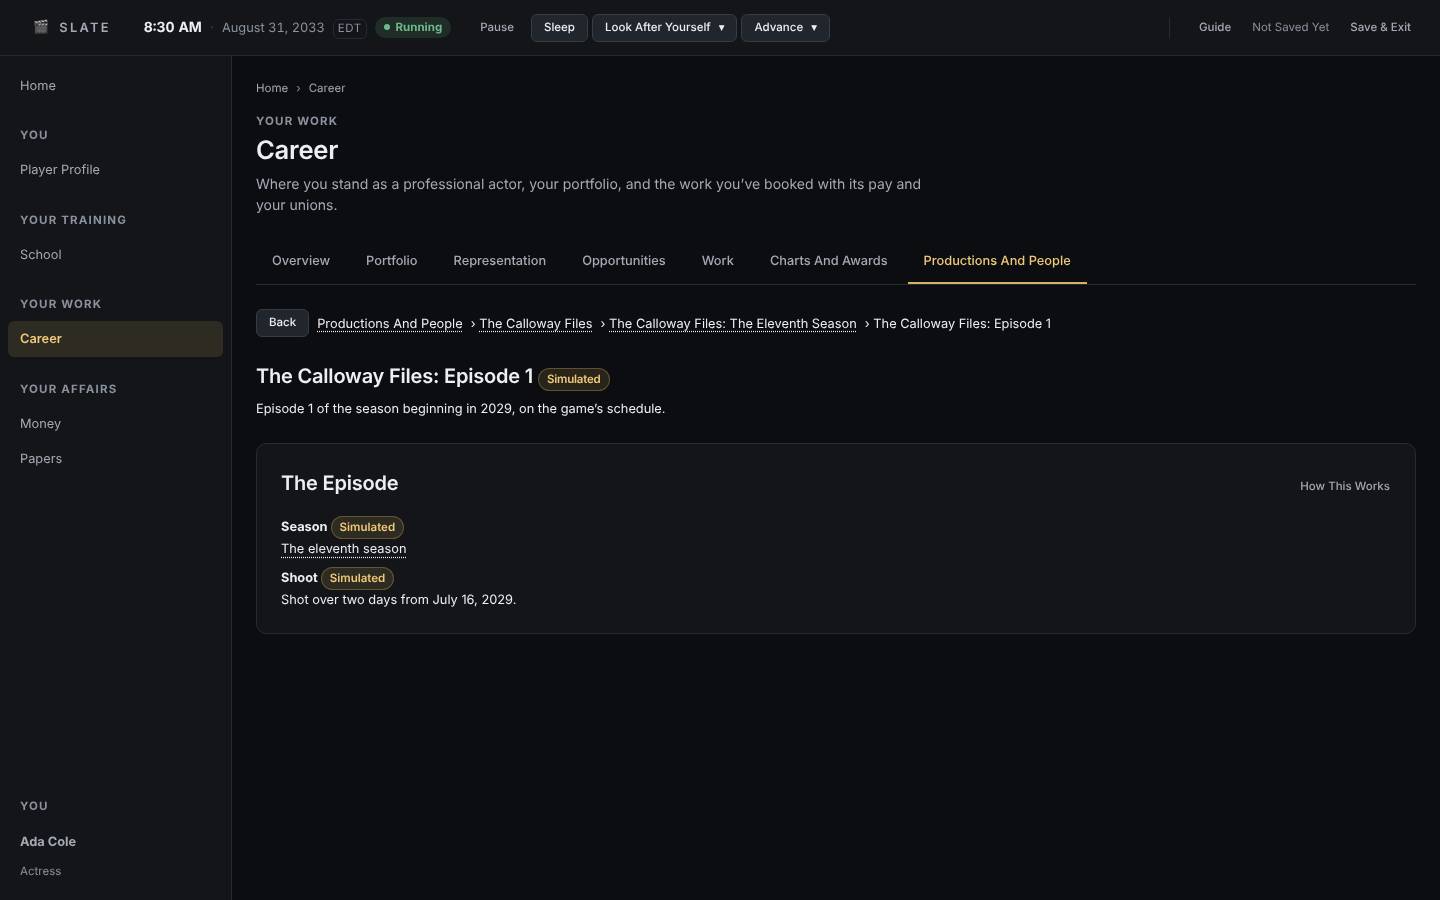 SLATE 8:30 AM · August 31, 2033 EDT Running Pause Sleep Look After Yourself ▾ Advance ▾ Guide Not Saved Yet Save & Exit
Home
YOU
Player Profile
YOUR TRAINING
School
YOUR WORK
Career
YOUR AFFAIRS
Money
Papers
YOU
Ada Cole
Actress
Home › Career
YOUR WORK
Career
Where you stand as a professional actor, your portfolio, and the work you've booked with its pay and
your unions.
Overview Portfolio Representation Opportunities Work Charts And Awards Productions And People
Back Productions And People › The Calloway Files › The Calloway Files: The Eleventh Season › The Calloway Files: Episode 1
The Calloway Files: Episode 1 Simulated
Episode 1 of the season beginning in 2029, on the game's schedule.
The Episode How This Works
Season Simulated
The eleventh season
Shoot Simulated
Shot over two days from July 16, 2029.